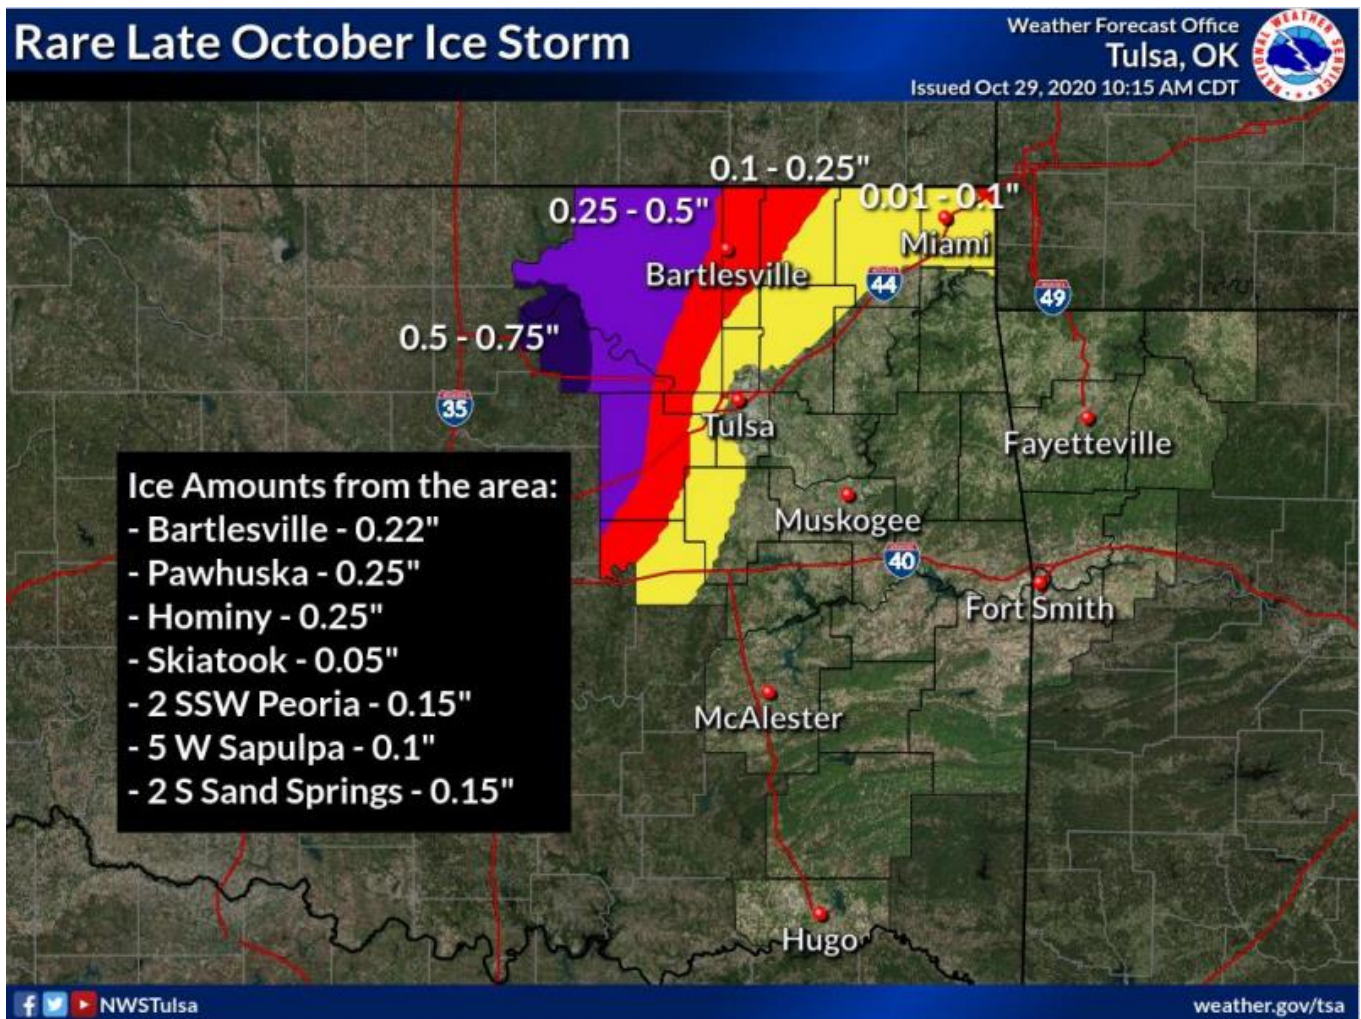 Rare Late October Ice Storm
Weather Forecast Office
Tulsa, OK
Issued Oct 29, 2020 10:15 AM CDT
NATIONAL WEATHER SERVICE
0.1 - 0.25"
0.25 - 0.5"
0.01 - 0.1"
Miami
Bartlesville
44
49
0.5 - 0.75"
35
Tulsa
Fayetteville
Ice Amounts from the area:
- Bartlesville - 0.22"
- Pawhuska - 0.25"
- Hominy - 0.25"
- Skiatook - 0.05"
- 2 SSW Peoria - 0.15"
- 5 W Sapulpa - 0.1"
- 2 S Sand Springs - 0.15"
Muskogee
40
Fort Smith
McAlester
Hugo
NWSTulsa
weather.gov/tsa